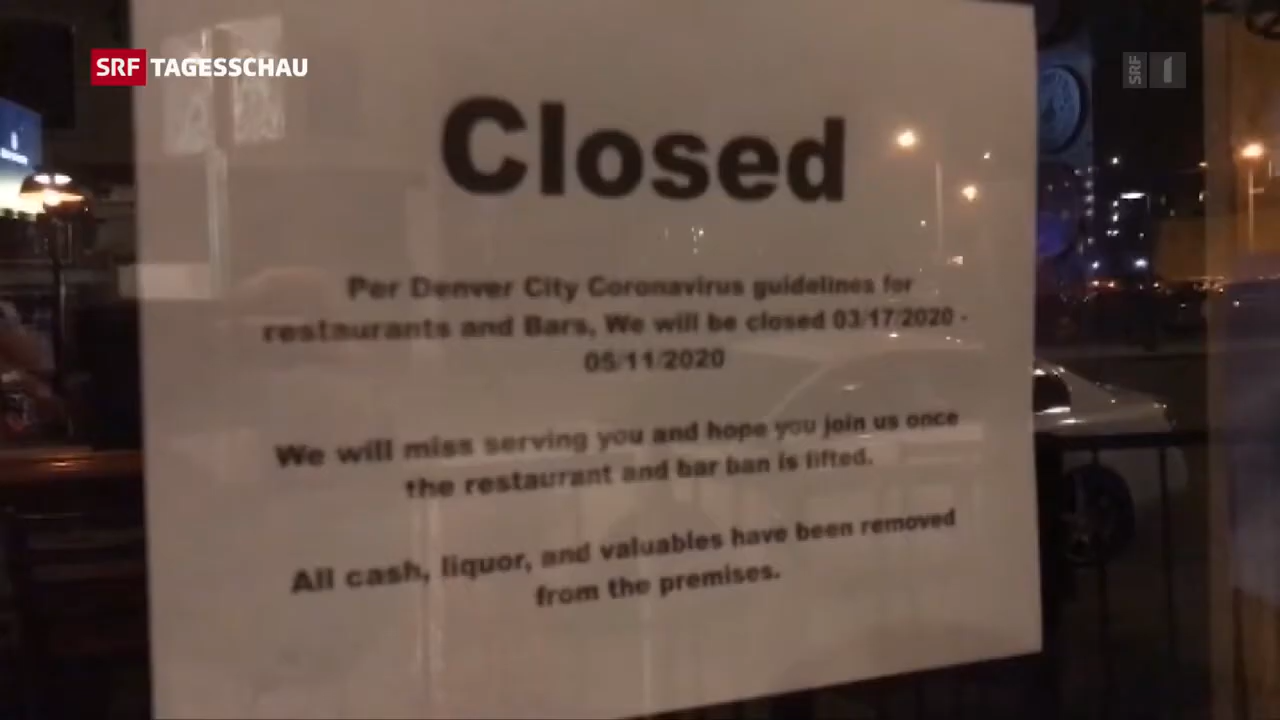 SRF TAGESSCHAU
SRF 1
Closed
Per Denver City Coronavirus guidelines for
restaurants and Bars, We will be closed 03/17/2020 -
05/11/2020
We will miss serving you and hope you join us once
the restaurant and bar ban is lifted.
All cash, liquor, and valuables have been removed
from the premises.